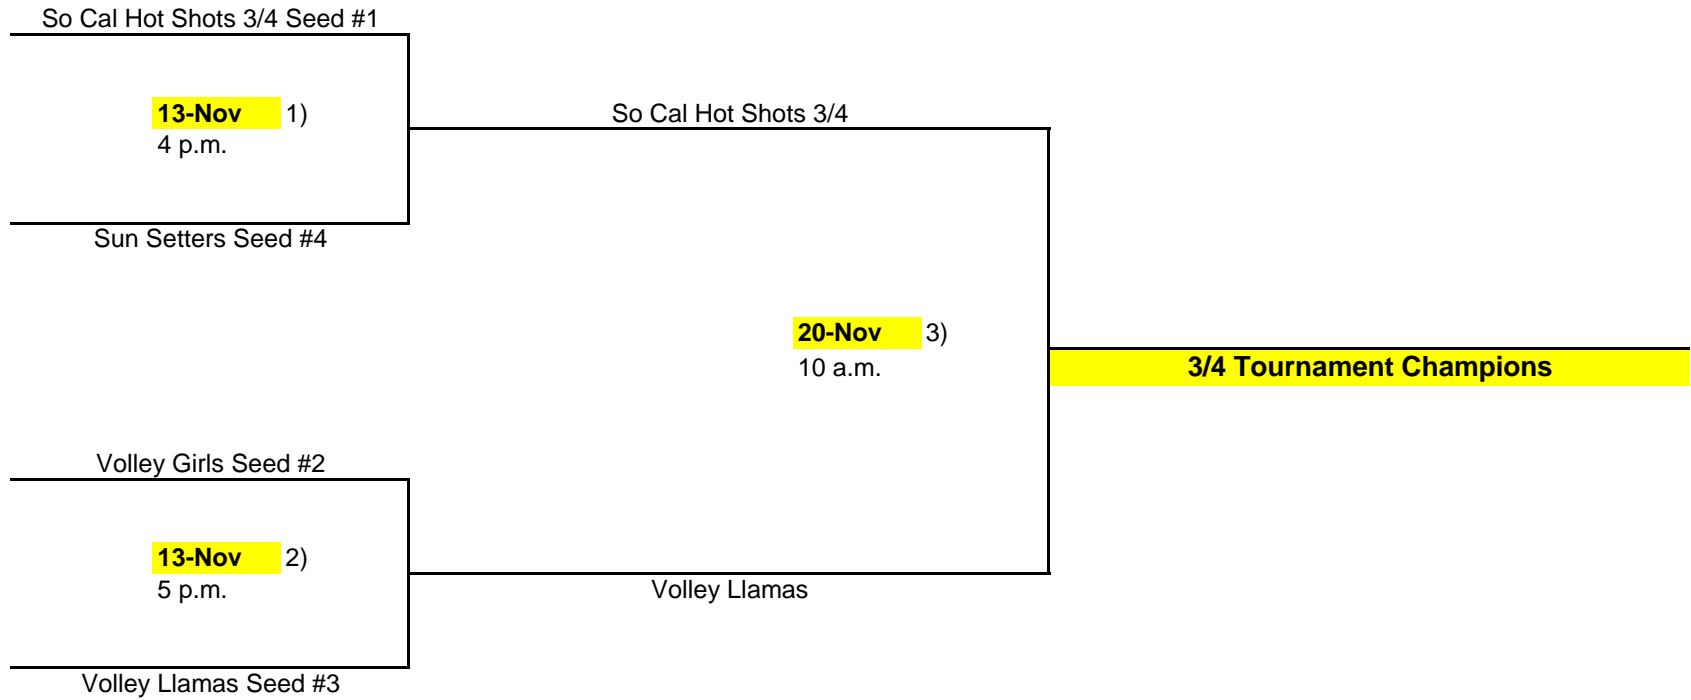 So Cal Hot Shots 3/4 Seed #1
13-Nov 1)
4 p.m.
So Cal Hot Shots 3/4
Sun Setters Seed #4
20-Nov 3)
10 a.m.
3/4 Tournament Champions
Volley Girls Seed #2
13-Nov 2)
5 p.m.
Volley Llamas
Volley Llamas Seed #3